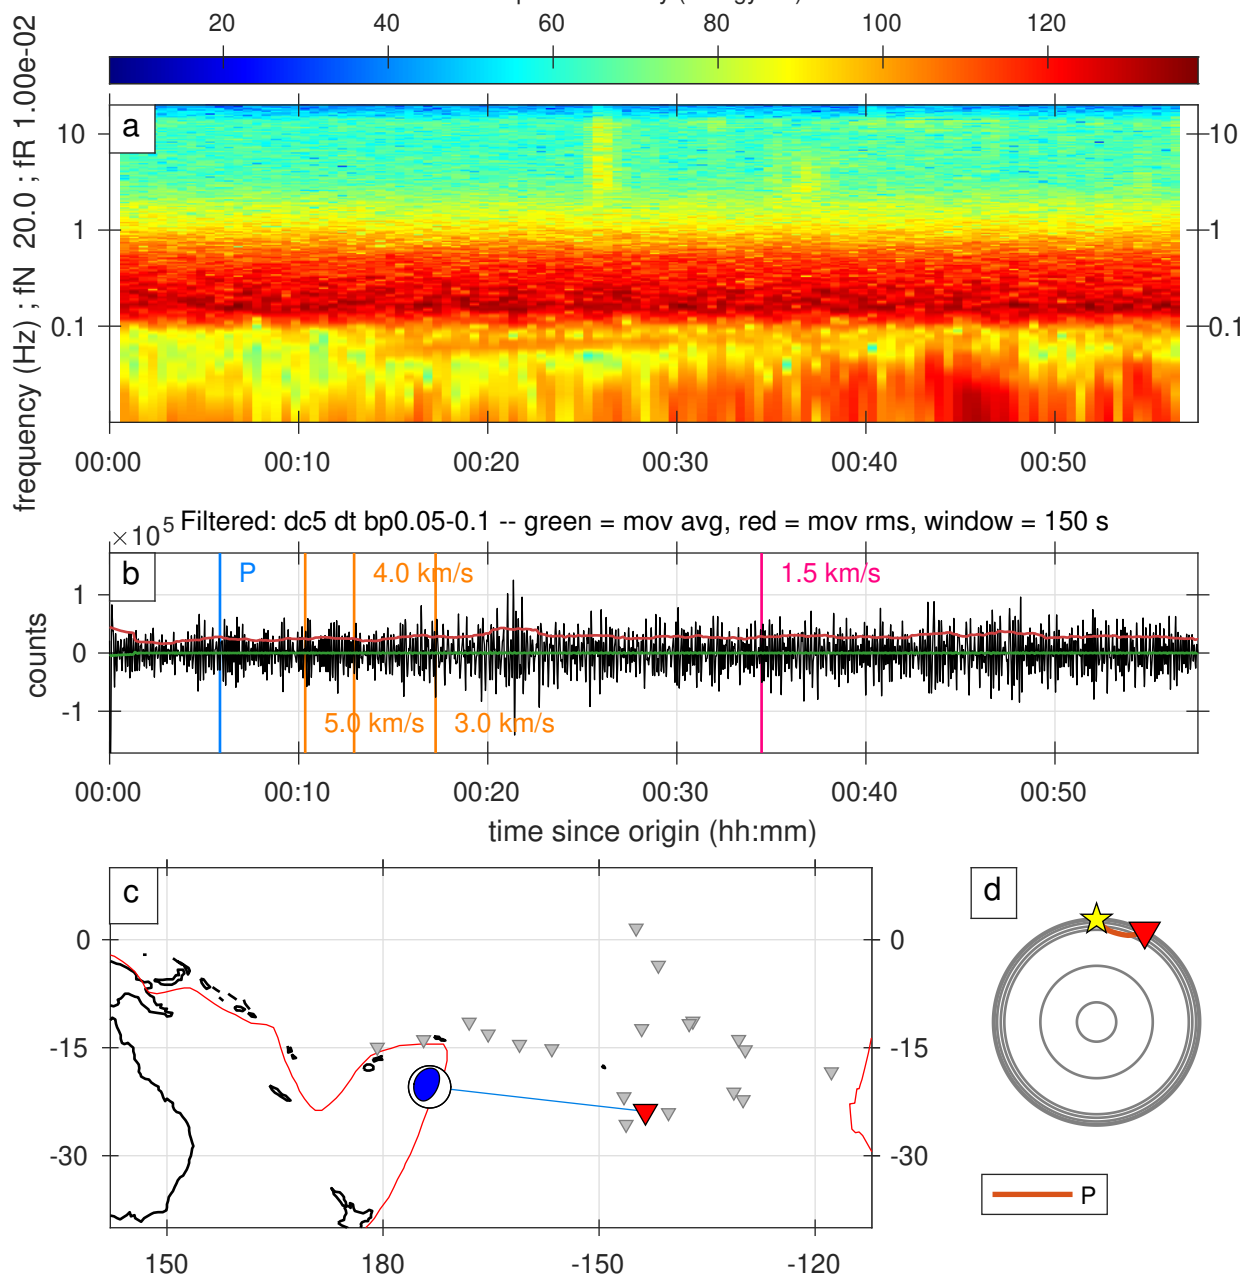 20 40 60 80 100 120
frequency (Hz) ; fN 20.0 ; fR 1.00e-02
a
10 10
1 1
0.1 0.1
00:00 00:10 00:20 00:30 00:40 00:50
×10^5 Filtered: dc5 dt bp0.05-0.1 -- green = mov avg, red = mov rms, window = 150 s
b P 4.0 km/s 1.5 km/s
counts
1
0
-1
5.0 km/s 3.0 km/s
00:00 00:10 00:20 00:30 00:40 00:50
time since origin (hh:mm)
c d
0 0
-15 -15
-30 -30
P
150 180 -150 -120